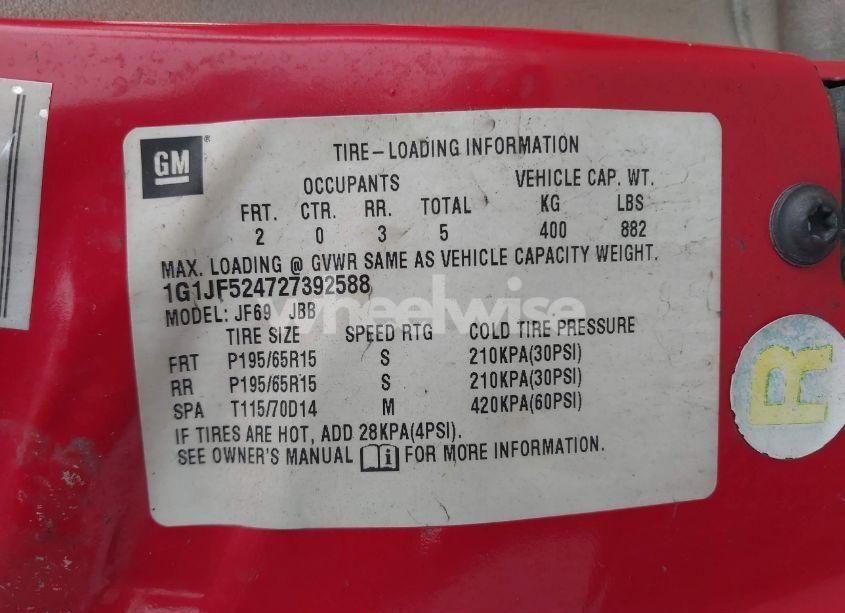 GM
TIRE-LOADING INFORMATION
OCCUPANTS VEHICLE CAP. WT.
FRT. CTR. RR. TOTAL KG LBS
2 0 3 5 400 882
MAX. LOADING @ GVWR SAME AS VEHICLE CAPACITY WEIGHT.
1G1JF524727392588
wheelwise
MODEL: JF69 JBB
TIRE SIZE SPEED RTG COLD TIRE PRESSURE
FRT P195/65R15 S 210KPA(30PSI)
RR P195/65R15 S 210KPA(30PSI)
SPA T115/70D14 M 420KPA(60PSI)
IF TIRES ARE HOT, ADD 28KPA(4PSI).
SEE OWNER'S MANUAL i FOR MORE INFORMATION.
R